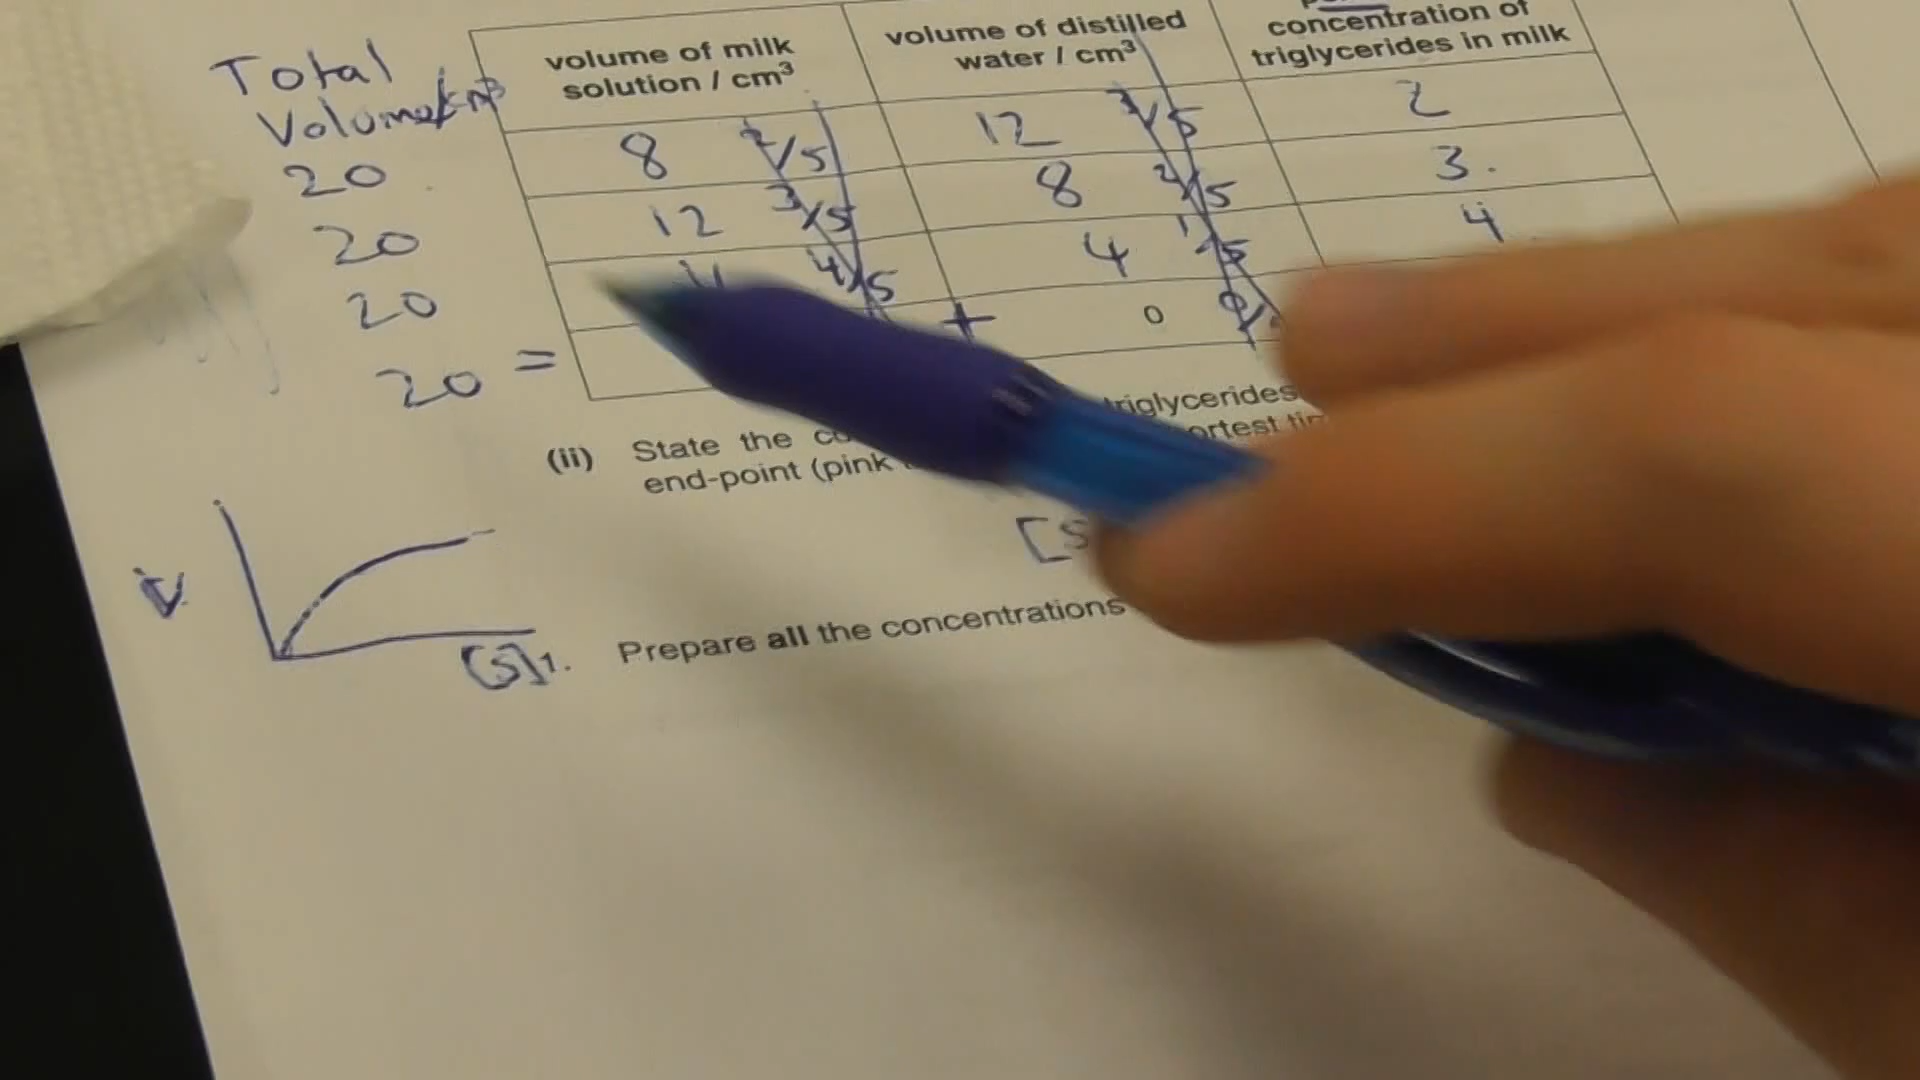 Total
Volume/cm³
20
20
20
20 =
volume of milk
solution / cm³
volume of distilled
water / cm³
concentration of
triglycerides in milk
8 2/5 12 3/5 2
12 3/5 8 2/5 3.
4/5 4 1/5 4
+ 0
triglycerides
(ii) State the
end-point (pink
V
[S]
[S
1. Prepare all the concentrations